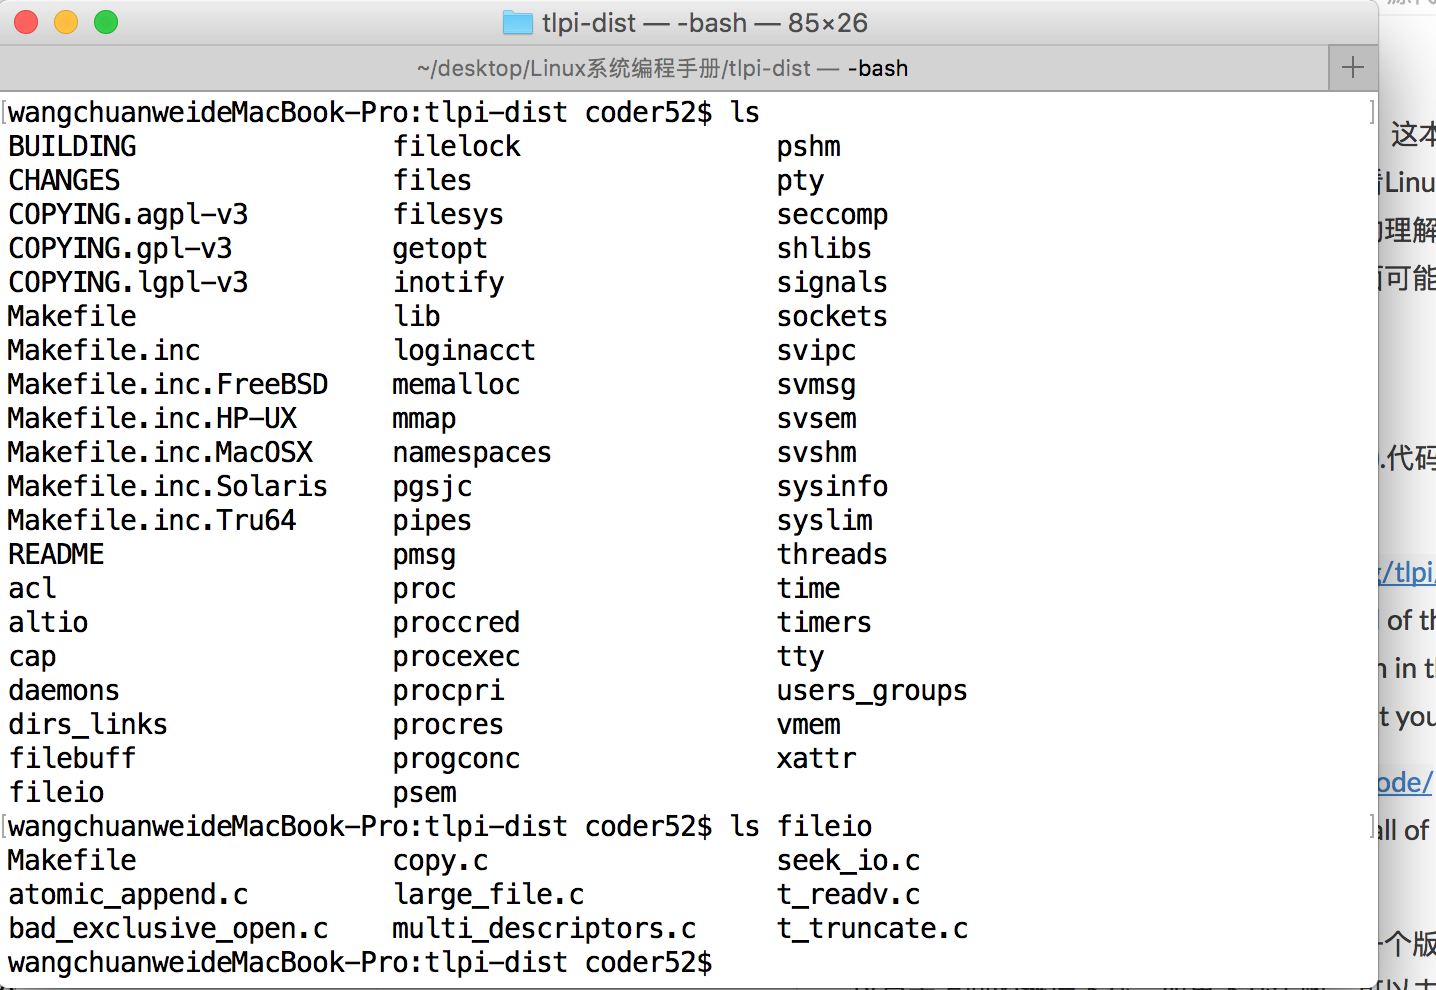 tlpi-dist — -bash — 85×26
~/desktop/Linux系统编程手册/tlpi-dist — -bash
wangchuanweideMacBook-Pro:tlpi-dist coder52$ ls
BUILDING filelock pshm
CHANGES files pty
COPYING.agpl-v3 filesys seccomp
COPYING.gpl-v3 getopt shlibs
COPYING.lgpl-v3 inotify signals
Makefile lib sockets
Makefile.inc loginacct svipc
Makefile.inc.FreeBSD memalloc svmsg
Makefile.inc.HP-UX mmap svsem
Makefile.inc.MacOSX namespaces svshm
Makefile.inc.Solaris pgsjc sysinfo
Makefile.inc.Tru64 pipes syslim
README pmsg threads
acl proc time
altio proccred timers
cap procexec tty
daemons procpri users_groups
dirs_links procres vmem
filebuff progconc xattr
fileio psem
wangchuanweideMacBook-Pro:tlpi-dist coder52$ ls fileio
Makefile copy.c seek_io.c
atomic_append.c large_file.c t_readv.c
bad_exclusive_open.c multi_descriptors.c t_truncate.c
wangchuanweideMacBook-Pro:tlpi-dist coder52$
这本
Linu
理解
可能
.代码
/tlpi/
of th
in t
t you
ode/
all of
个版